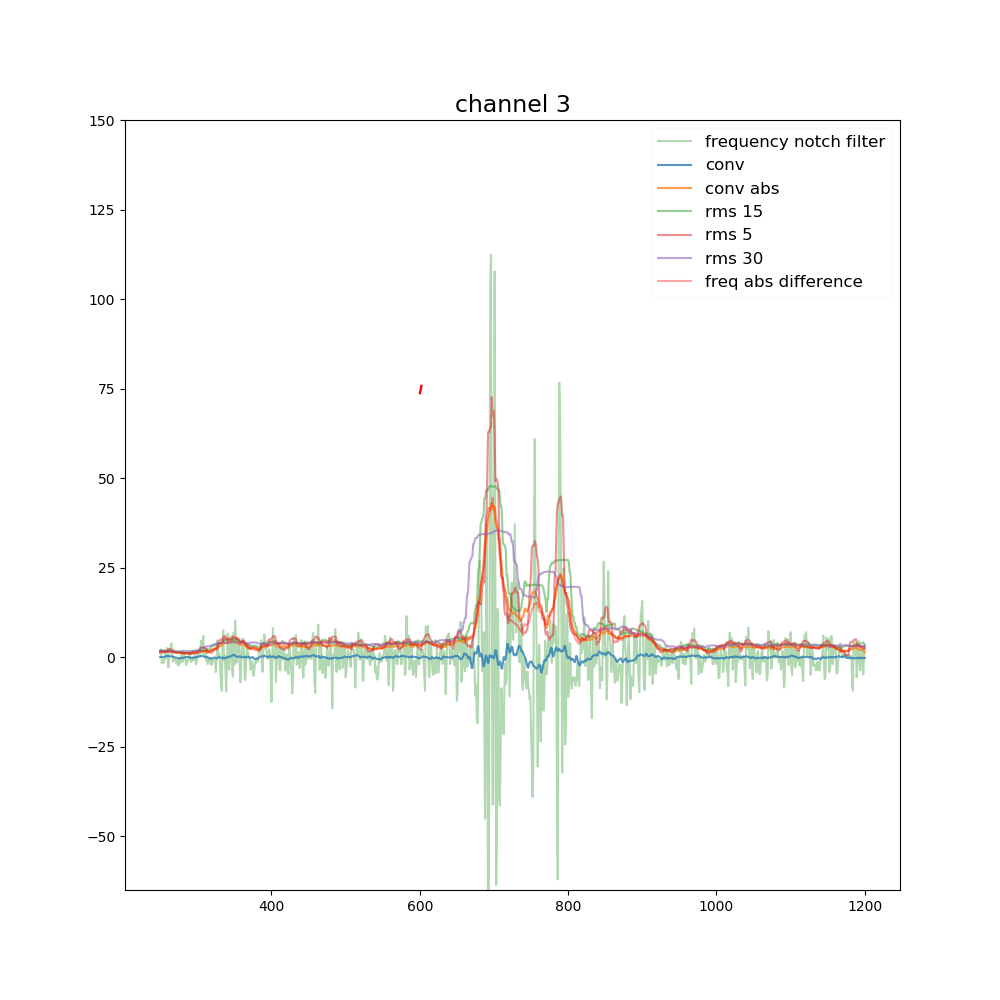 channel 3
150
125
100
75
50
25
0
−25
−50
400 600 800 1000 1200
frequency notch filter
conv
conv abs
rms 15
rms 5
rms 30
freq abs difference